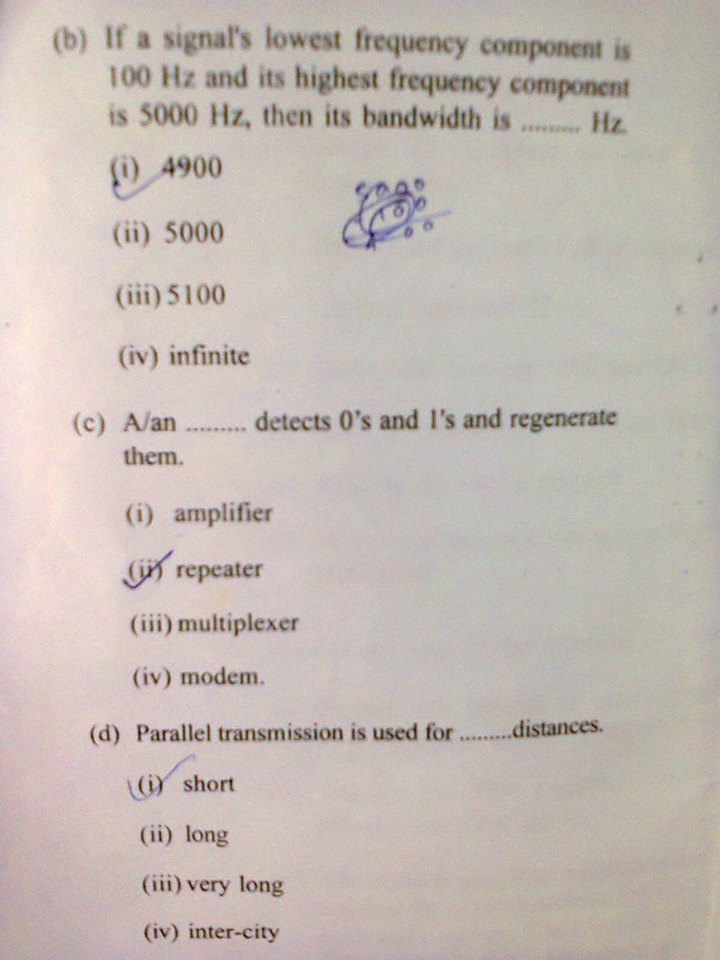 (b) If a signal's lowest frequency component is
100 Hz and its highest frequency component
is 5000 Hz, then its bandwidth is ......... Hz.
(i) 4900
(ii) 5000
(iii) 5100
(iv) infinite
(c) A/an ......... detects 0's and 1's and regenerate
them.
(i) amplifier
(ii) repeater
(iii) multiplexer
(iv) modem.
(d) Parallel transmission is used for .........distances.
(i) short
(ii) long
(iii) very long
(iv) inter-city